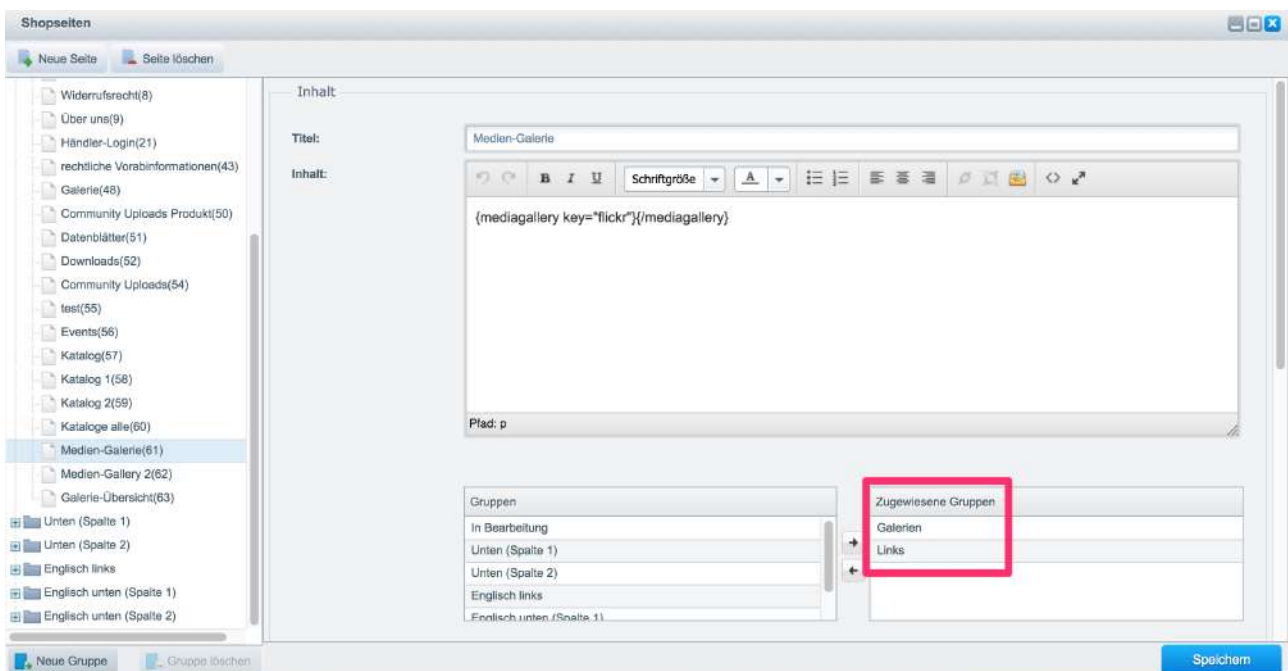 Shopseiten
Neue Seite
Seite löschen
Widerrufsrecht(8)
Über uns(9)
Händler-Login(21)
rechtliche Vorabinformationen(43)
Galerie(48)
Community Uploads Produkt(50)
Datenblätter(51)
Downloads(52)
Community Uploads(54)
test(55)
Events(56)
Katalog(57)
Katalog 1(58)
Katalog 2(59)
Kataloge alle(60)
Medien-Galerie(61)
Medien-Gallery 2(62)
Galerie-Übersicht(63)
Unten (Spalte 1)
Unten (Spalte 2)
Englisch links
Englisch unten (Spalte 1)
Englisch unten (Spalte 2)
Neue Gruppe
Gruppe löschen
Inhalt
Titel:
Medien-Galerie
Inhalt:
B I U Schriftgröße A
{mediagallery key="flickr"}{/mediagallery}
Pfad: p
Gruppen
In Bearbeitung
Unten (Spalte 1)
Unten (Spalte 2)
Englisch links
Englisch unten (Spalte 1)
Zugewiesene Gruppen
Galerien
Links
Speichern